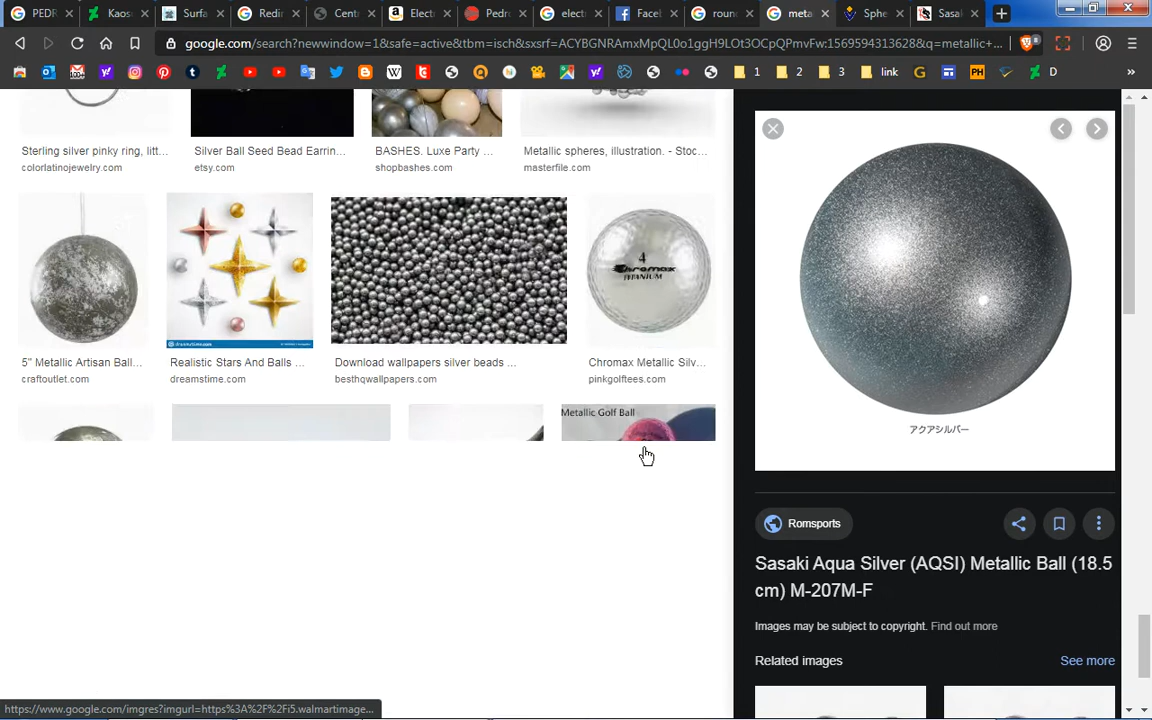 PEDR
Kaos
Surfa
Redir
Centr
Elect
Pedro
electr
Facel
roun
meta
Sphe
Sasal
google.com/search?newwindow=1&safe=active&tbm=isch&sxsrf=ACYBGNRAmxMpQL0o1ggH9LOt3OCpQPmvFw:1569594313628&q=metallic+...
1 2 3 link D »
Sterling silver pinky ring, litt...
colorlatinojewelry.com
Silver Ball Seed Bead Earrin...
etsy.com
BASHES. Luxe Party ...
shopbashes.com
Metallic spheres, illustration. - Stoc...
masterfile.com
4
Chromax
TITANIUM
5" Metallic Artisan Ball...
craftoutlet.com
Realistic Stars And Balls ...
dreamstime.com
Download wallpapers silver beads ...
besthqwallpapers.com
Chromax Metallic Silv...
pinkgolftees.com
Metallic Golf Ball
アクアシルバー
Romsports
Sasaki Aqua Silver (AQSI) Metallic Ball (18.5
cm) M-207M-F
Images may be subject to copyright. Find out more
Related images
See more
https://www.google.com/imgres?imgurl=https%3A%2F%2Fi5.walmartimage...